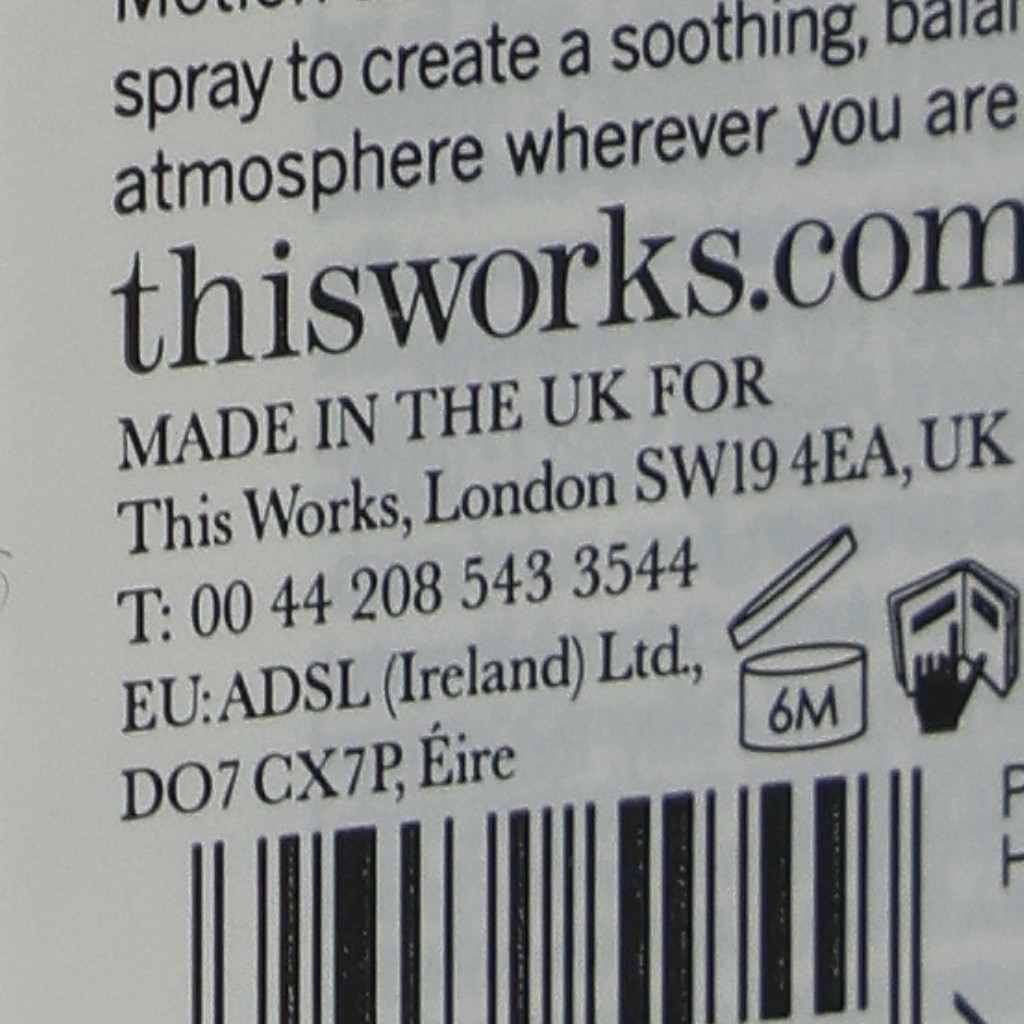 spray to create a soothing,
atmosphere wherever you are
thisworks.com
MADE IN THE UK FOR
This Works, London SW19 4EA, UK
T: 00 44 208 543 3544
EU: ADSL (Ireland) Ltd.,
DO7 CX7P, Éire
6M